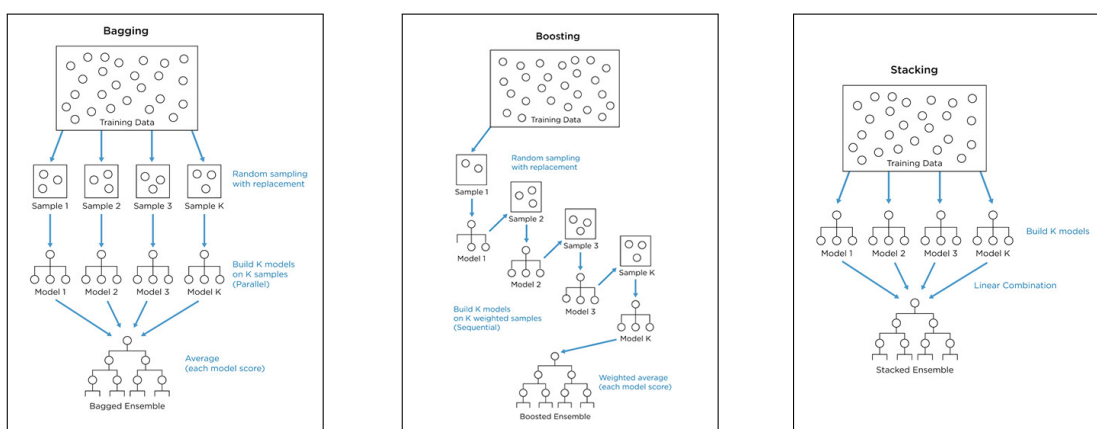 Bagging
Training Data
Random sampling
with replacement
Sample 1 Sample 2 Sample 3 Sample K
Build K models
on K samples
(Parallel)
Model 1 Model 2 Model 3 Model K
Average
(each model score)
Bagged Ensemble
Boosting
Training Data
Random sampling
with replacement
Sample 1
Sample 2
Model 1
Sample 3
Model 2
Sample K
Model 3
Build K models
on K weighted samples
(Sequential)
Model K
Weighted average
(each model score)
Boosted Ensemble
Stacking
Training Data
Build K models
Model 1 Model 2 Model 3 Model K
Linear Combination
Stacked Ensemble